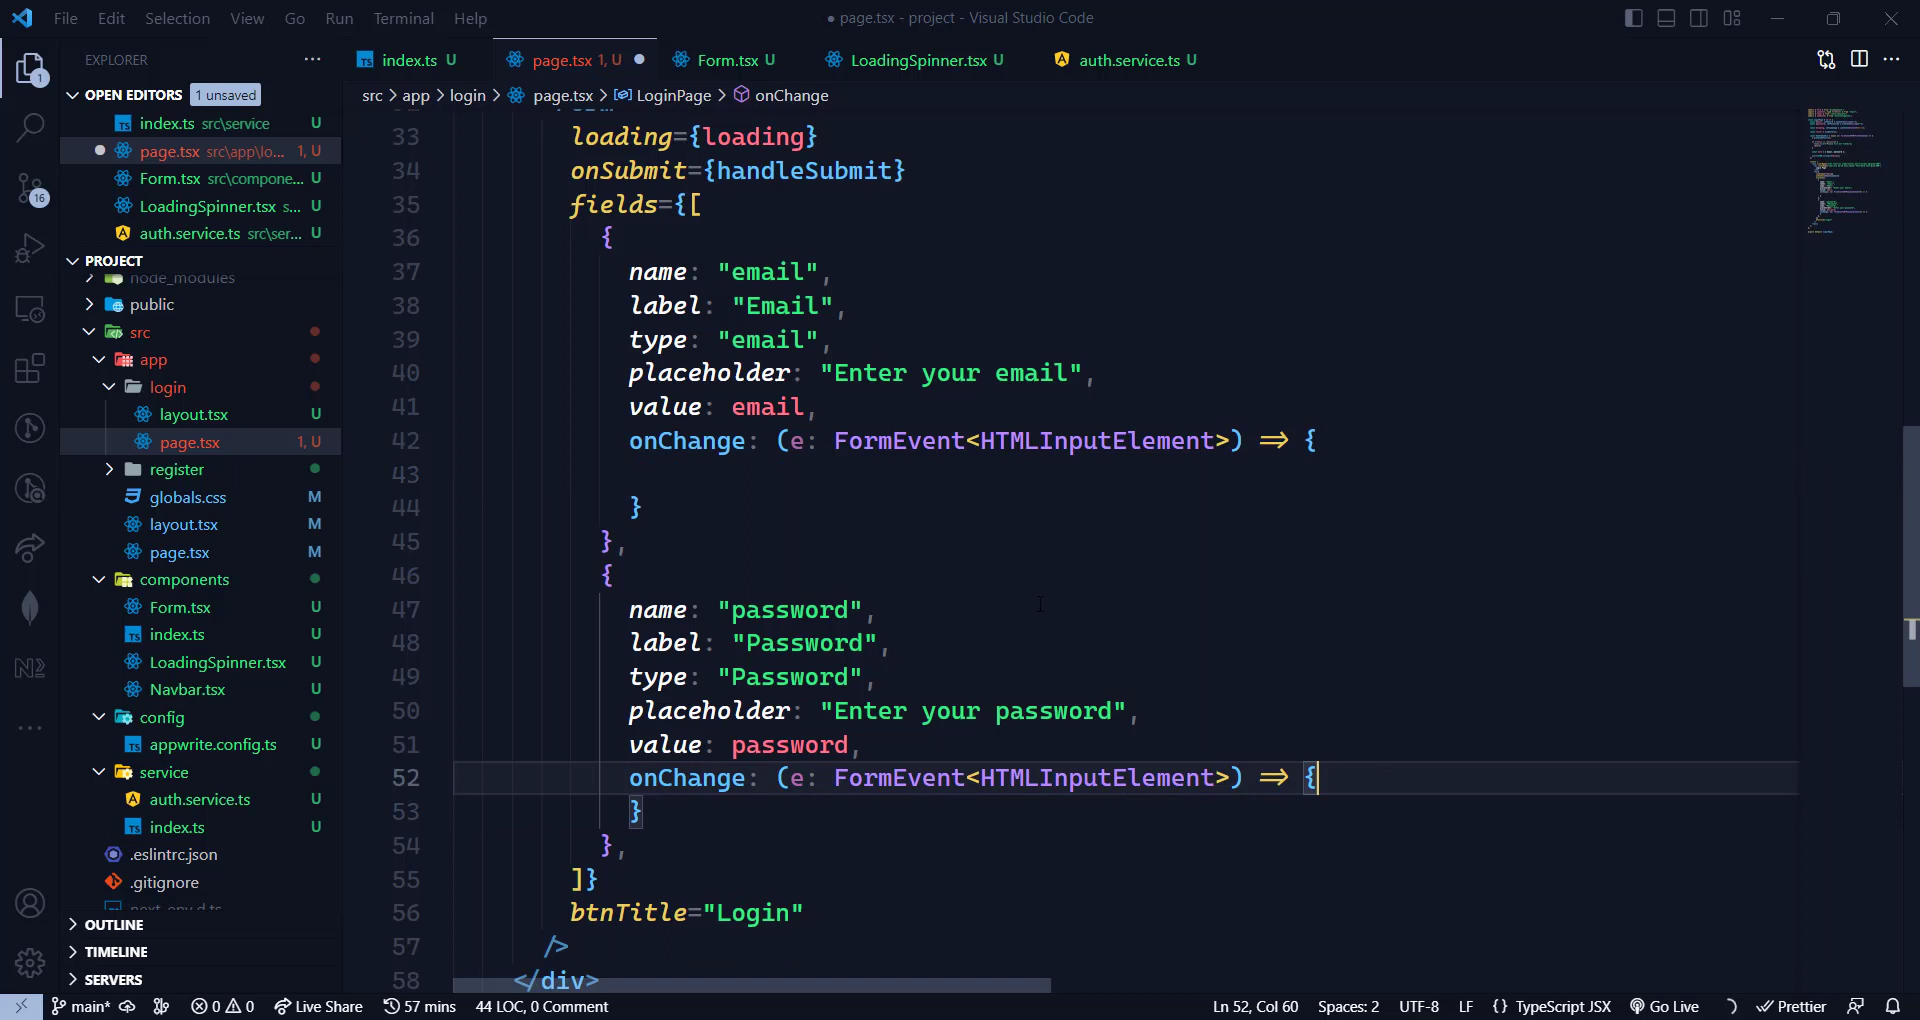 File Edit Selection View Go Run Terminal Help
● page.tsx - project - Visual Studio Code
EXPLORER
index.ts U
page.tsx 1, U
Form.tsx U
LoadingSpinner.tsx U
auth.service.ts U
OPEN EDITORS 1 unsaved
src > app > login > page.tsx > LoginPage > onChange
index.ts src\service U
page.tsx src\app\lo... 1, U
Form.tsx src\compone... U
LoadingSpinner.tsx s... U
auth.service.ts src\ser... U
PROJECT
node_modules
public
src
app
login
layout.tsx U
page.tsx 1, U
register
globals.css M
layout.tsx M
page.tsx M
components
Form.tsx U
index.ts U
LoadingSpinner.tsx U
Navbar.tsx U
config
appwrite.config.ts U
service
auth.service.ts U
index.ts U
.eslintrc.json
.gitignore
next-env.d.ts
OUTLINE
TIMELINE
SERVERS
1
16
33 loading={loading}
34 onSubmit={handleSubmit}
35 fields={[
36 {
37 name: "email",
38 label: "Email",
39 type: "email",
40 placeholder: "Enter your email",
41 value: email,
42 onChange: (e: FormEvent<HTMLInputElement>) => {
43
44 }
45 },
46 {
47 name: "password",
48 label: "Password",
49 type: "Password",
50 placeholder: "Enter your password",
51 value: password,
52 onChange: (e: FormEvent<HTMLInputElement>) => {
53 }
54 },
55 ]}
56 btnTitle="Login"
57 />
58 </div>
main* 0 0 Live Share 57 mins 44 LOC, 0 Comment
Ln 52, Col 60 Spaces: 2 UTF-8 LF {} TypeScript JSX Go Live Prettier